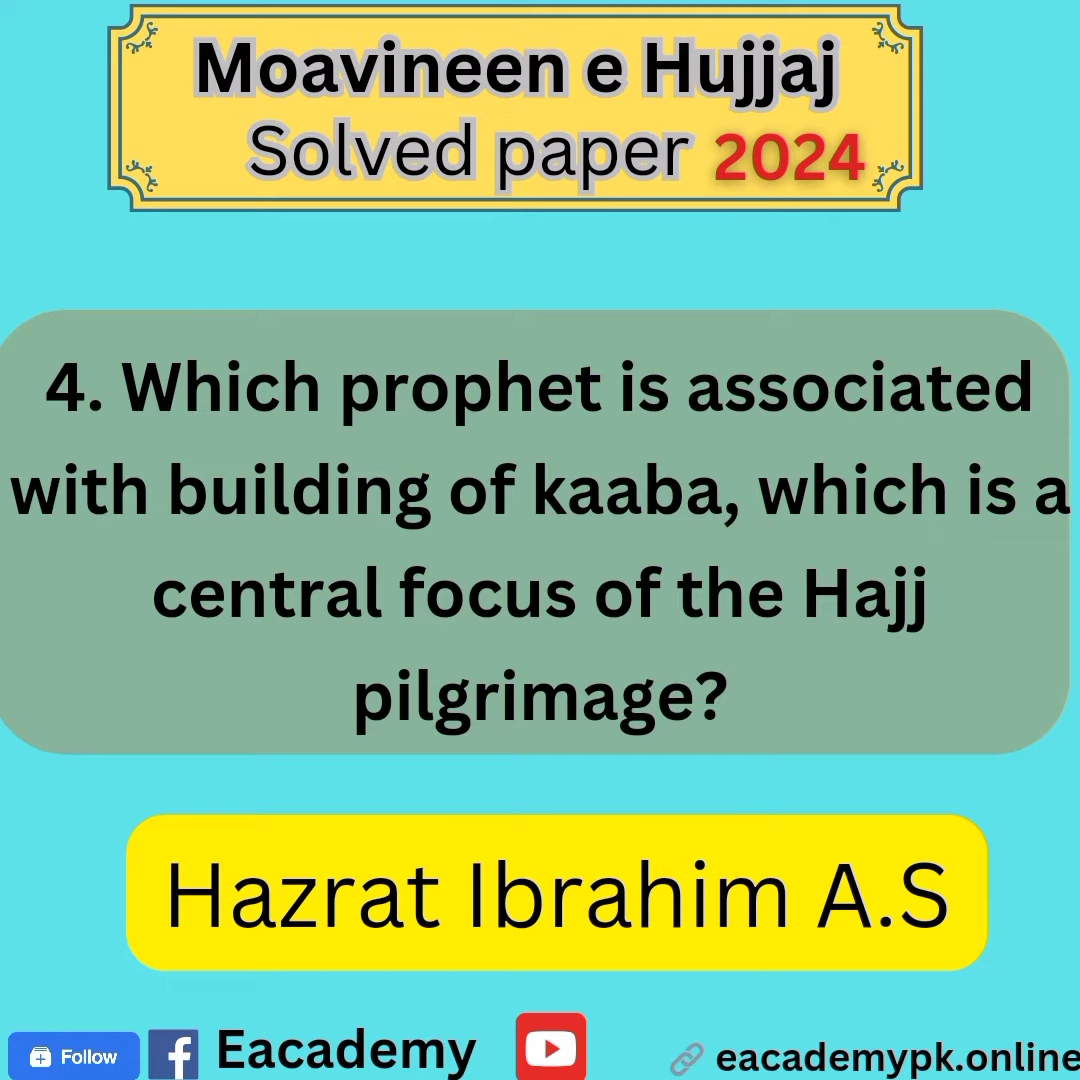 Moavineen e Hujjaj
Solved paper 2024
4. Which prophet is associated
with building of kaaba, which is a
central focus of the Hajj
pilgrimage?
Hazrat Ibrahim A.S
Follow
Eacademy
eacademypk.online